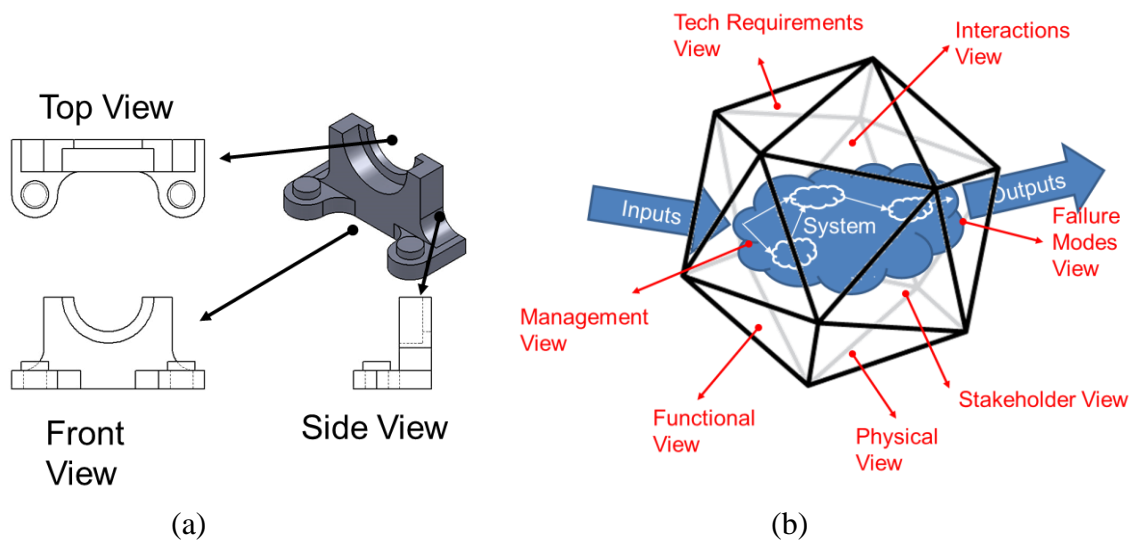 Top View
Front
View
Side View
(a)
Tech Requirements
View
Interactions
View
Inputs
System
Outputs
Failure
Modes
View
Management
View
Functional
View
Physical
View
Stakeholder View
(b)